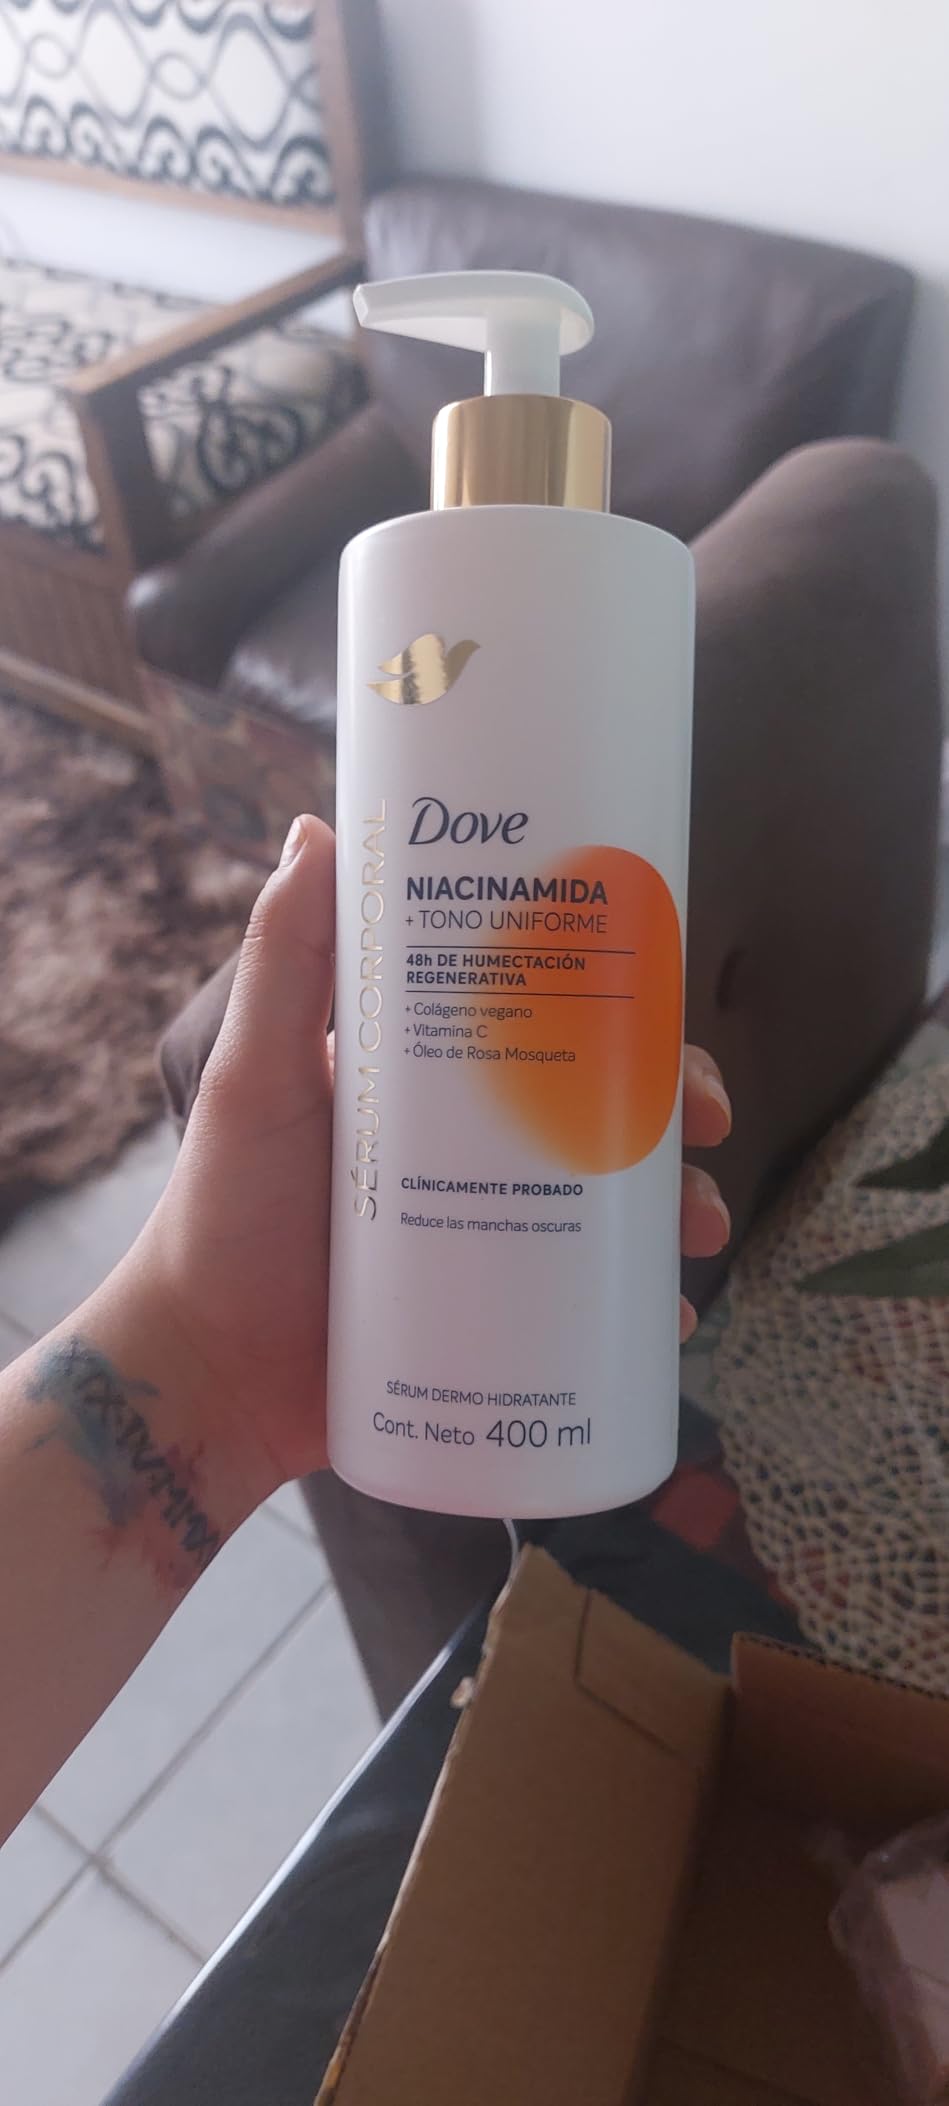 Dove
NIACINAMIDA
+ TONO UNIFORME
48h DE HUMECTACIÓN
REGENERATIVA
+ Colágeno vegano
+ Vitamina C
+ Óleo de Rosa Mosqueta
SÉRUM CORPORAL
CLÍNICAMENTE PROBADO
Reduce las manchas oscuras
SÉRUM DERMO HIDRATANTE
Cont. Neto 400 ml